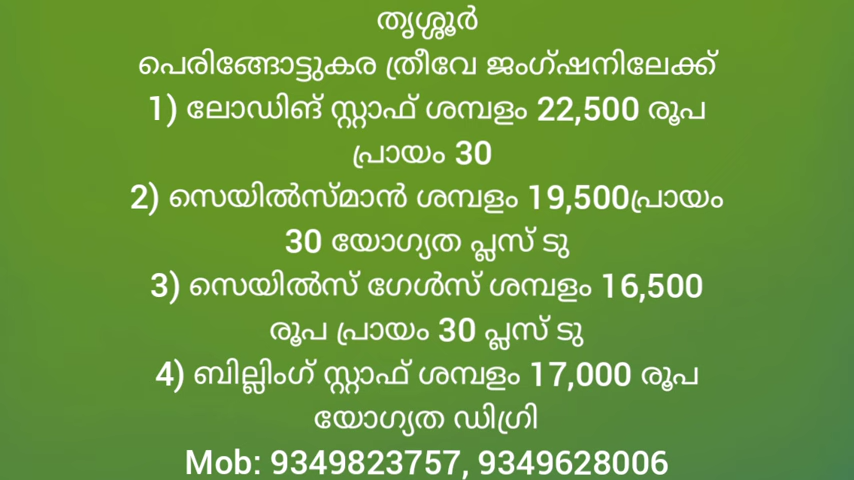 തൃശ്ശൂർ
പെരിങ്ങോട്ടുകര ത്രീവേ ജംഗ്ഷനിലേക്ക്
1) ലോഡിങ് സ്റ്റാഫ് ശമ്പളം 22,500 രൂപ
പ്രായം 30
2) സെയിൽസ്മാൻ ശമ്പളം 19,500പ്രായം
30 യോഗ്യത പ്ലസ് ടു
3) സെയിൽസ് ഗേൾസ് ശമ്പളം 16,500
രൂപ പ്രായം 30 പ്ലസ് ടു
4) ബില്ലിംഗ് സ്റ്റാഫ് ശമ്പളം 17,000 രൂപ
യോഗ്യത ഡിഗ്രി
Mob: 9349823757, 9349628006